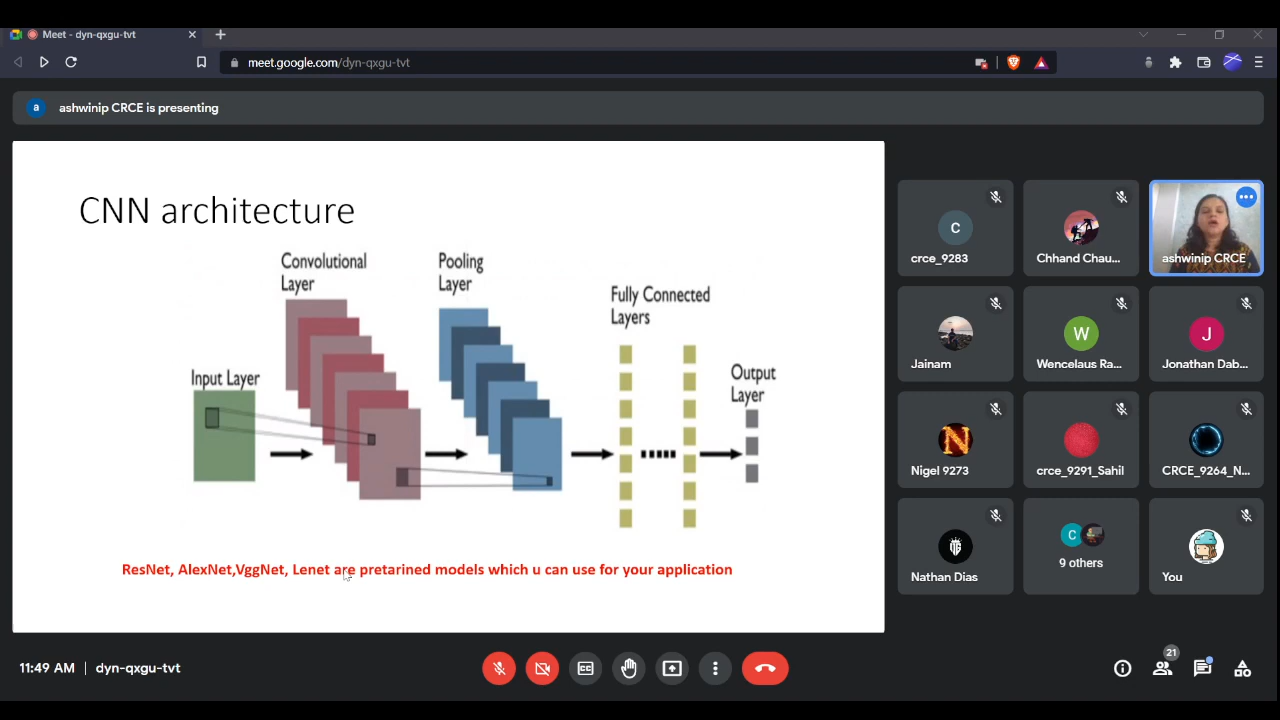 Meet - dyn-qxgu-tvt
meet.google.com/dyn-qxgu-tvt
a
ashwinip CRCE is presenting
CNN architecture
Convolutional
Layer
Pooling
Layer
Fully Connected
Layers
Input Layer
Output
Layer
ResNet, AlexNet,VggNet, Lenet are pretarined models which u can use for your application
C
crce_9283
Chhand Chau...
ashwinip CRCE
Jainam
W
Wencelaus Ra...
J
Jonathan Dab...
N
Nigel 9273
crce_9291_Sahil
CRCE_9264_N...
Nathan Dias
C
9 others
You
11:49 AM
dyn-qxgu-tvt
21